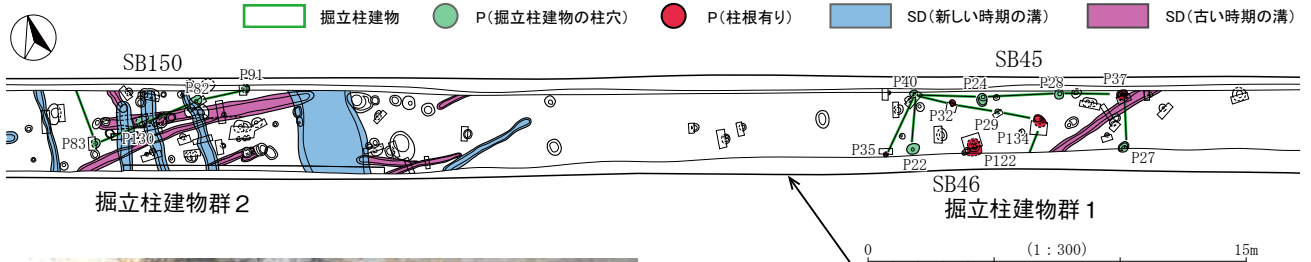 掘立柱建物
P(掘立柱建物の柱穴)
P(柱根有り)
SD(新しい時期の溝)
SD(古い時期の溝)
SB150
SB45
P82
P91
P40
P24
P28
P37
P83
P130
P32
P29
P134
P35
P22
P122
P27
SB46
掘立柱建物群２
掘立柱建物群１
0
(1：300)
15m